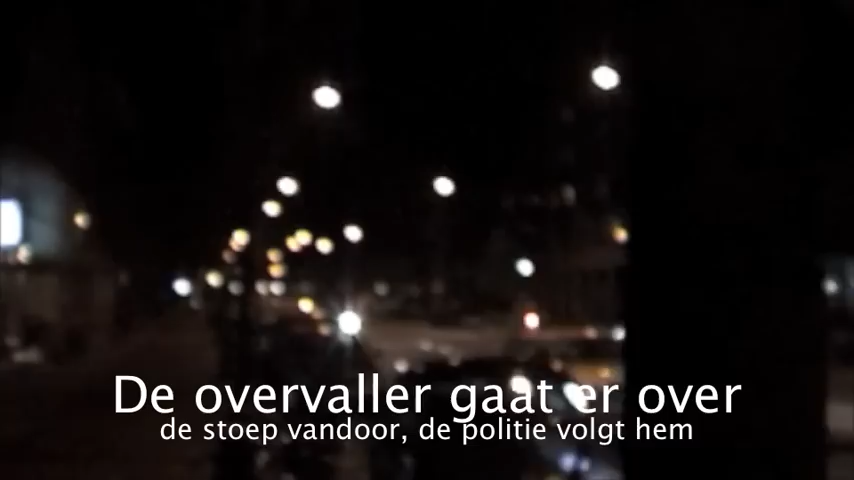 De overvaller gaat er over
de stoep vandoor, de politie volgt hem